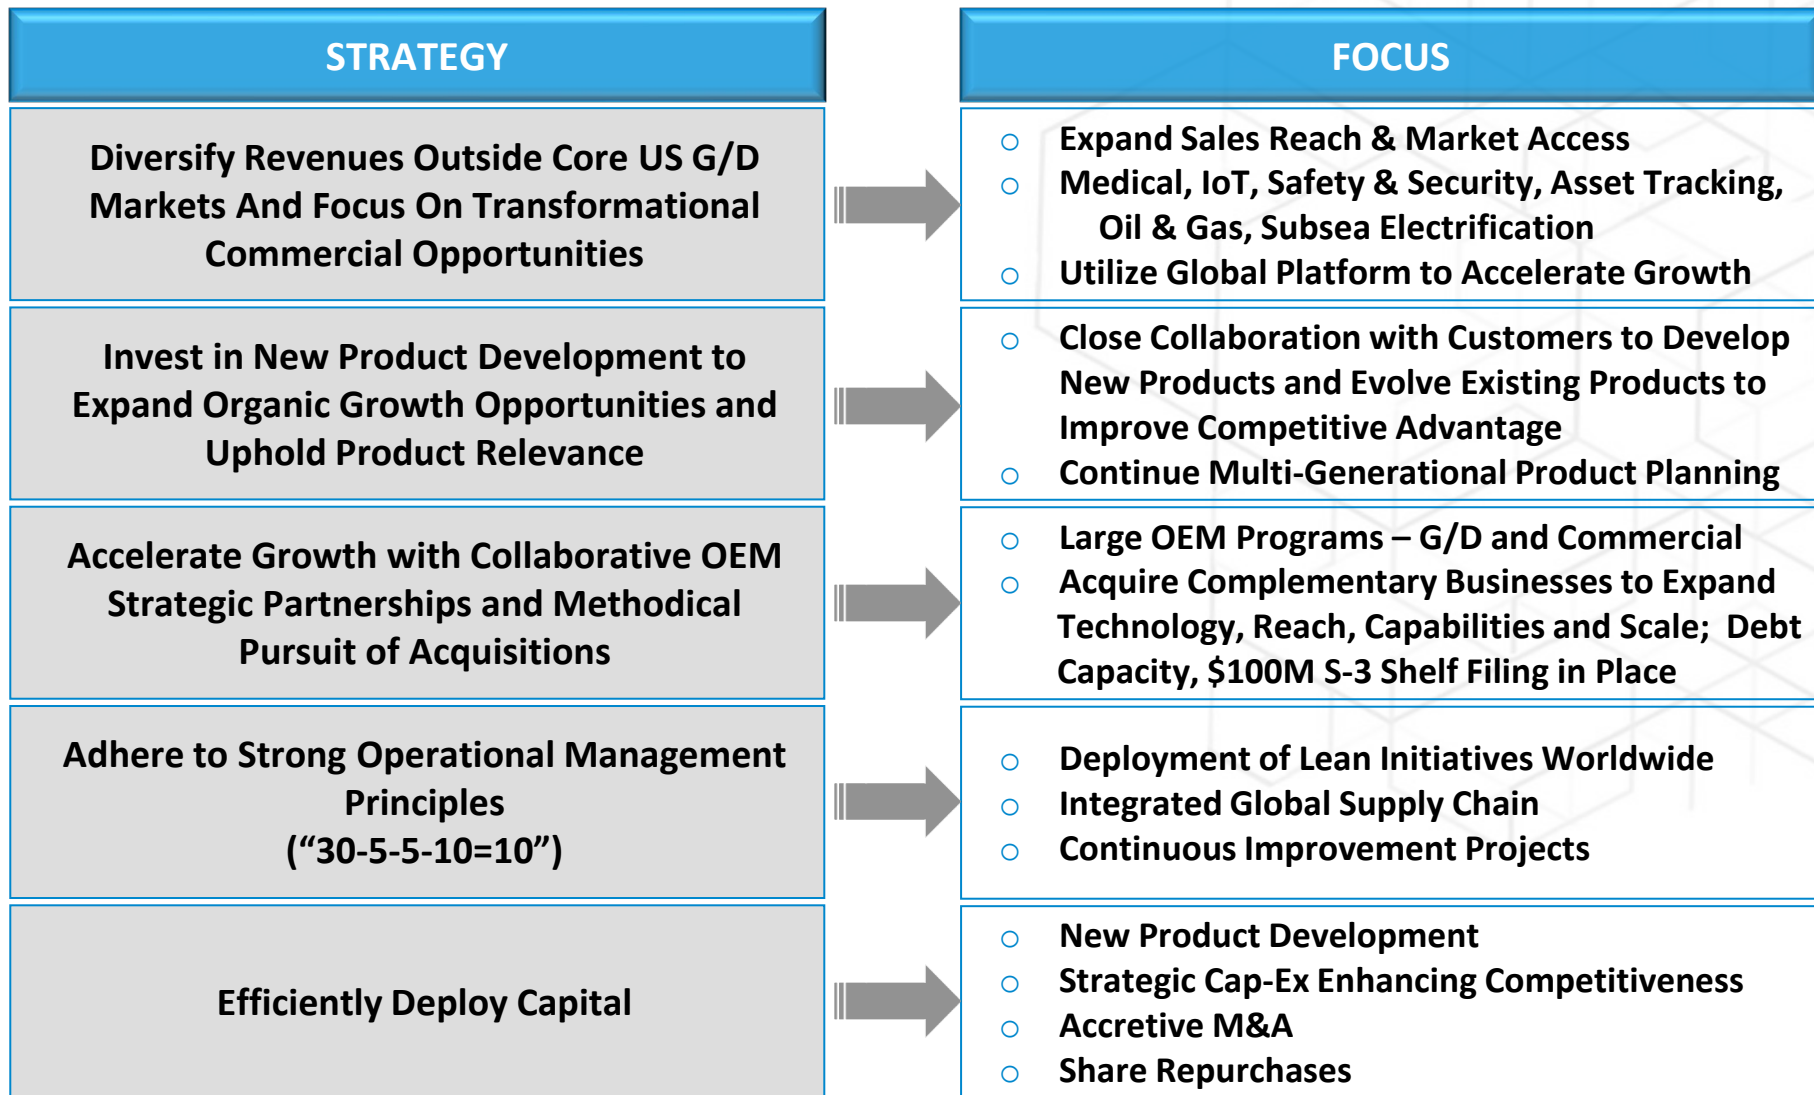 STRATEGY
FOCUS
Diversify Revenues Outside Core US G/D
Markets And Focus On Transformational
Commercial Opportunities
○ Expand Sales Reach & Market Access
○ Medical, IoT, Safety & Security, Asset Tracking,
Oil & Gas, Subsea Electrification
○ Utilize Global Platform to Accelerate Growth
Invest in New Product Development to
Expand Organic Growth Opportunities and
Uphold Product Relevance
○ Close Collaboration with Customers to Develop
New Products and Evolve Existing Products to
Improve Competitive Advantage
○ Continue Multi-Generational Product Planning
Accelerate Growth with Collaborative OEM
Strategic Partnerships and Methodical
Pursuit of Acquisitions
○ Large OEM Programs – G/D and Commercial
○ Acquire Complementary Businesses to Expand
Technology, Reach, Capabilities and Scale; Debt
Capacity, $100M S-3 Shelf Filing in Place
Adhere to Strong Operational Management
Principles
(“30-5-5-10=10”)
○ Deployment of Lean Initiatives Worldwide
○ Integrated Global Supply Chain
○ Continuous Improvement Projects
Efficiently Deploy Capital
○ New Product Development
○ Strategic Cap-Ex Enhancing Competitiveness
○ Accretive M&A
○ Share Repurchases